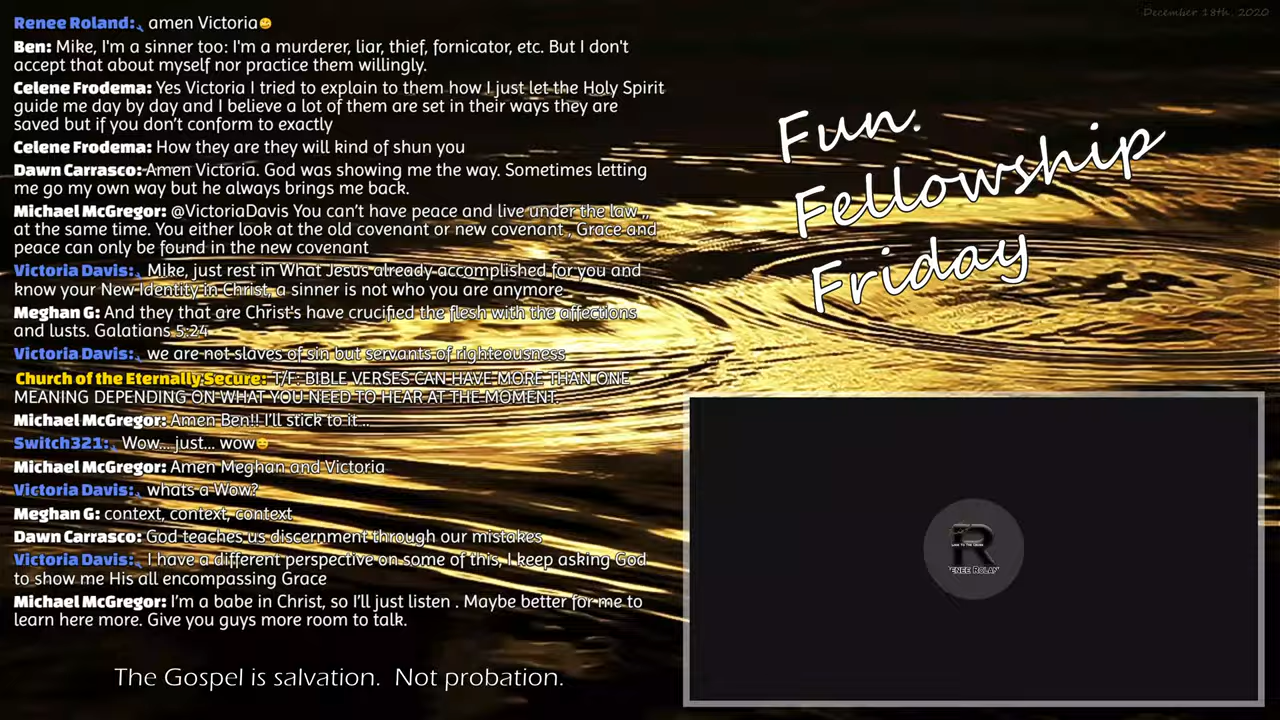 Renee Roland: amen Victoria
Ben: Mike, I'm a sinner too: I'm a murderer, liar, thief, fornicator, etc. But I don't
accept that about myself nor practice them willingly.
Celene Frodema: Yes Victoria I tried to explain to them how I just let the Holy Spirit
guide me day by day and I believe a lot of them are set in their ways they are
saved but if you don’t conform to exactly
Celene Frodema: How they are they will kind of shun you
Dawn Carrasco: Amen Victoria. God was showing me the way. Sometimes letting
me go my own way but he always brings me back.
Michael McGregor: @VictoriaDavis You can’t have peace and live under the law ,,
at the same time. You either look at the old covenant or new covenant , Grace and
peace can only be found in the new covenant
Victoria Davis: Mike, just rest in What Jesus already accomplished for you and
know your New Identity in Christ, a sinner is not who you are anymore
Meghan G: And they that are Christ's have crucified the flesh with the affections
and lusts. Galatians 5:24
Victoria Davis: we are not slaves of sin but servants of righteousness
Church of the Eternally Secure: T/F: BIBLE VERSES CAN HAVE MORE THAN ONE
MEANING DEPENDING ON WHAT YOU NEED TO HEAR AT THE MOMENT.
Michael McGregor: Amen Ben!! I’ll stick to it ..
Switch321: Wow... just... wow
Michael McGregor: Amen Meghan and Victoria
Victoria Davis: whats a Wow?
Meghan G: context, context, context
Dawn Carrasco: God teaches us discernment through our mistakes
Victoria Davis: I have a different perspective on some of this, I keep asking God
to show me His all encompassing Grace
Michael McGregor: I’m a babe in Christ, so I’ll just listen . Maybe better for me to
learn here more. Give you guys more room to talk.
The Gospel is salvation. Not probation.
December 18th, 2020
Fun.
Fellowship
Friday
R
ENEE ROLAN